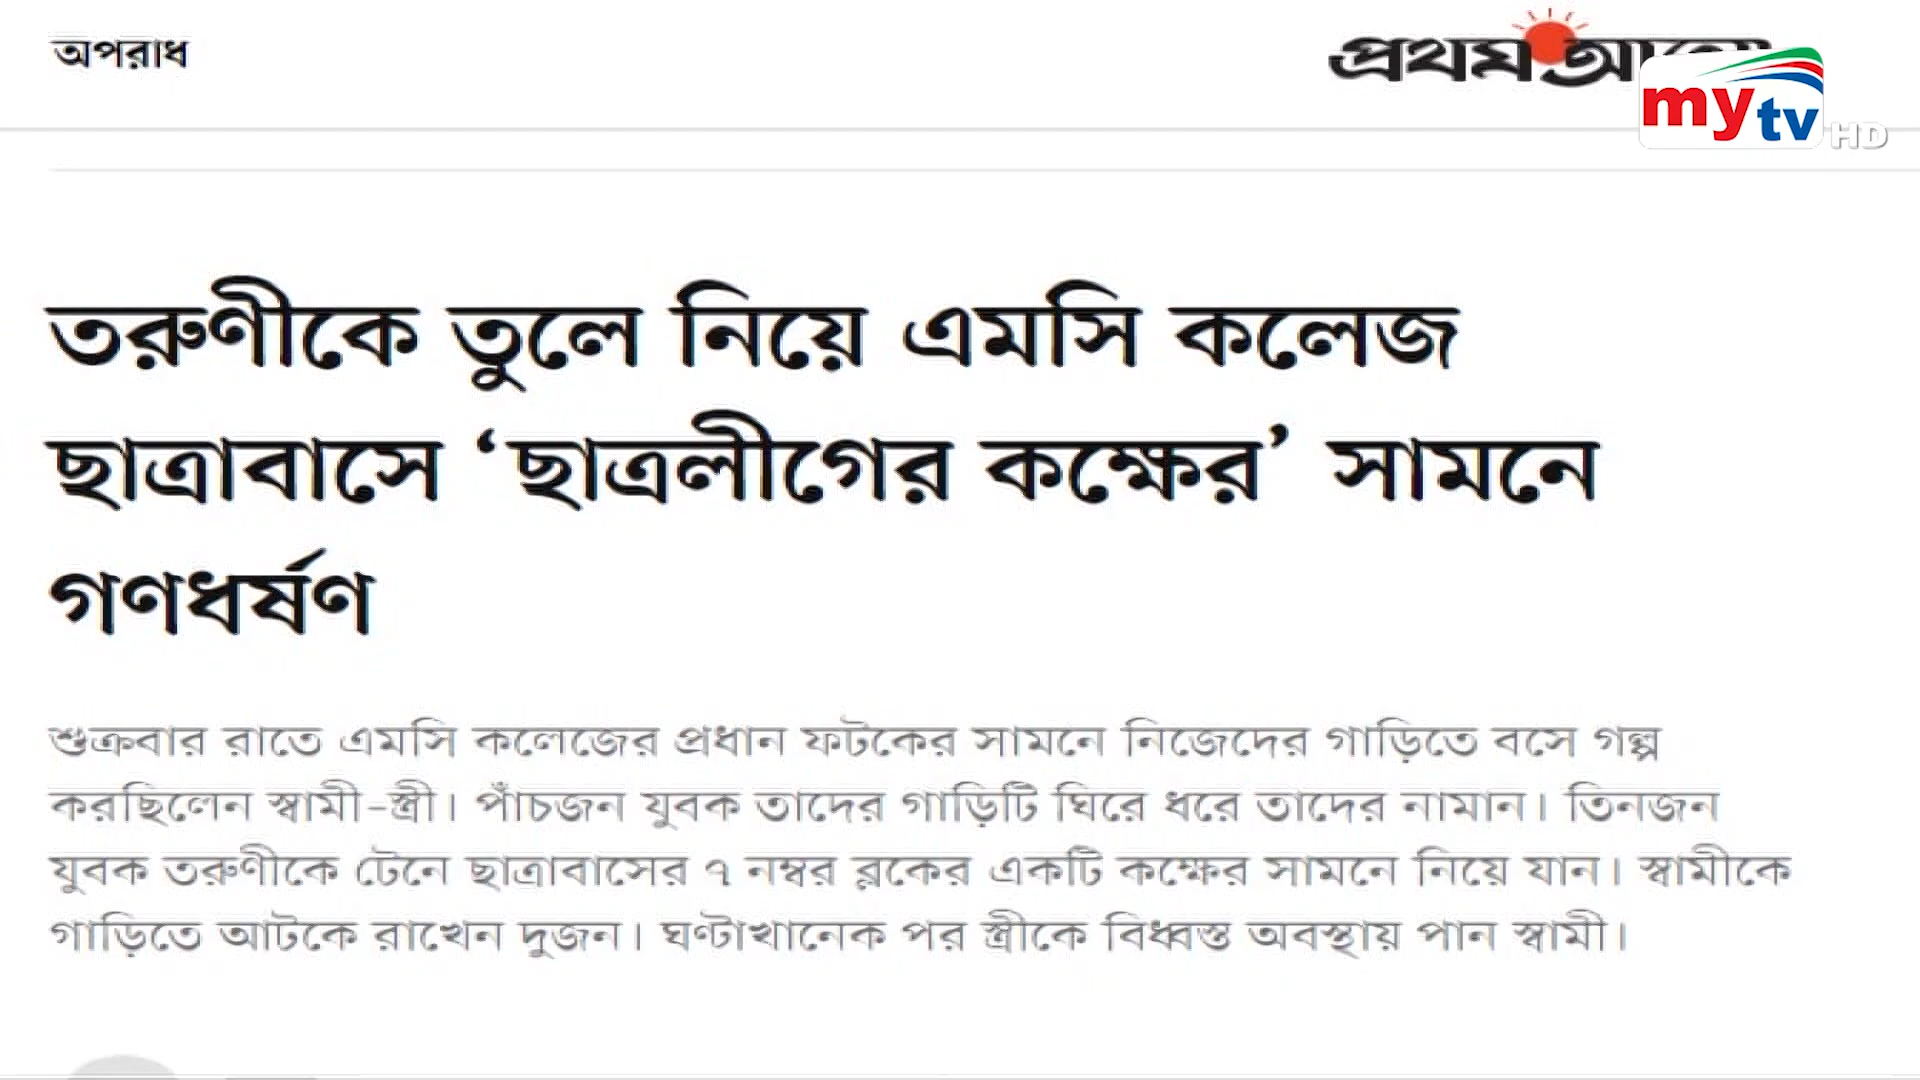 অপরাধ
প্রথম
my tv HD
তরুণীকে তুলে নিয়ে এমসি কলেজ
ছাত্রাবাসে ‘ছাত্রলীগের কক্ষের’ সামনে
গণধর্ষণ
শুক্রবার রাতে এমসি কলেজের প্রধান ফটকের সামনে নিজেদের গাড়িতে বসে গল্প
করছিলেন স্বামী-স্ত্রী। পাঁচজন যুবক তাদের গাড়িটি ঘিরে ধরে তাদের নামান। তিনজন
যুবক তরুণীকে টেনে ছাত্রাবাসের ৭ নম্বর ব্লকের একটি কক্ষের সামনে নিয়ে যান। স্বামীকে
গাড়িতে আটকে রাখেন দুজন। ঘণ্টাখানেক পর স্ত্রীকে বিধ্বস্ত অবস্থায় পান স্বামী।